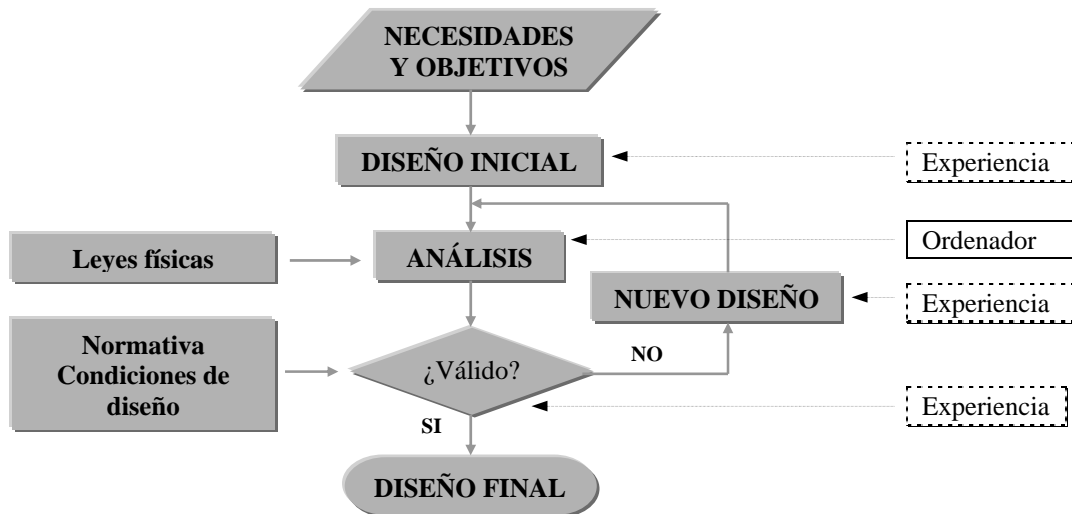 NECESIDADES
Y OBJETIVOS
DISEÑO INICIAL
Experiencia
Leyes físicas
ANÁLISIS
Ordenador
NUEVO DISEÑO
Experiencia
Normativa
Condiciones de
diseño
¿Válido?
NO
Experiencia
SI
DISEÑO FINAL